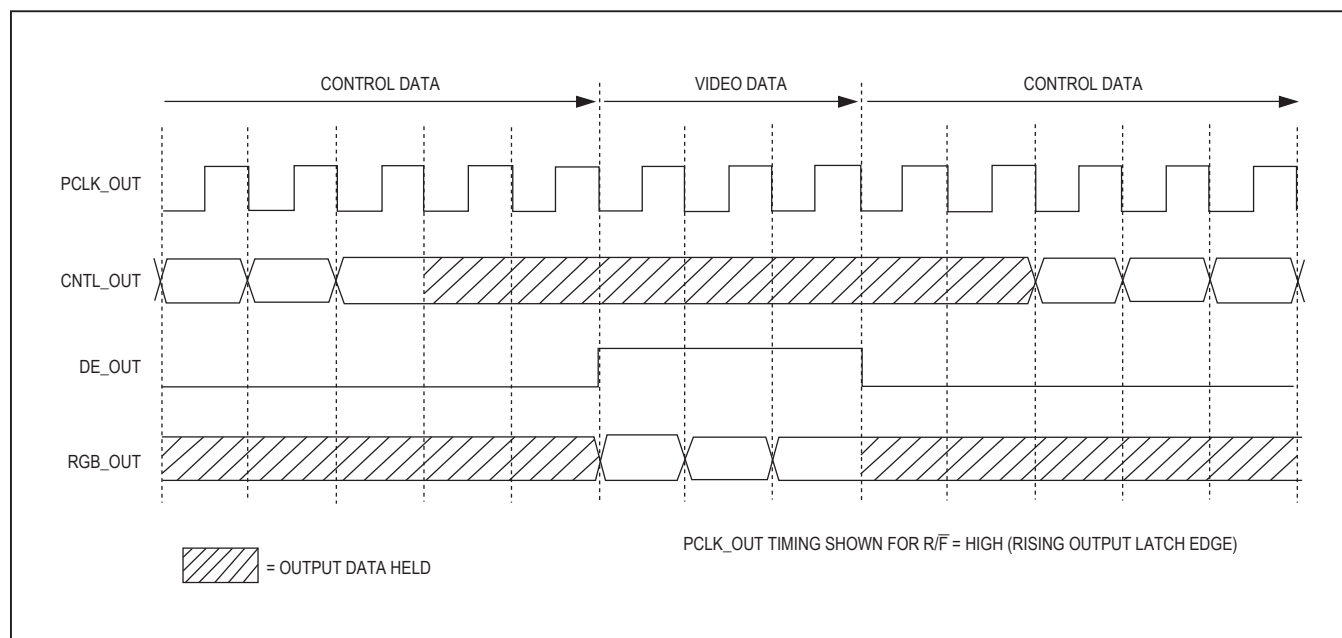 CONTROL DATA
VIDEO DATA
CONTROL DATA
PCLK_OUT
CNTL_OUT
DE_OUT
RGB_OUT
PCLK_OUT TIMING SHOWN FOR R/F̅ = HIGH (RISING OUTPUT LATCH EDGE)
= OUTPUT DATA HELD